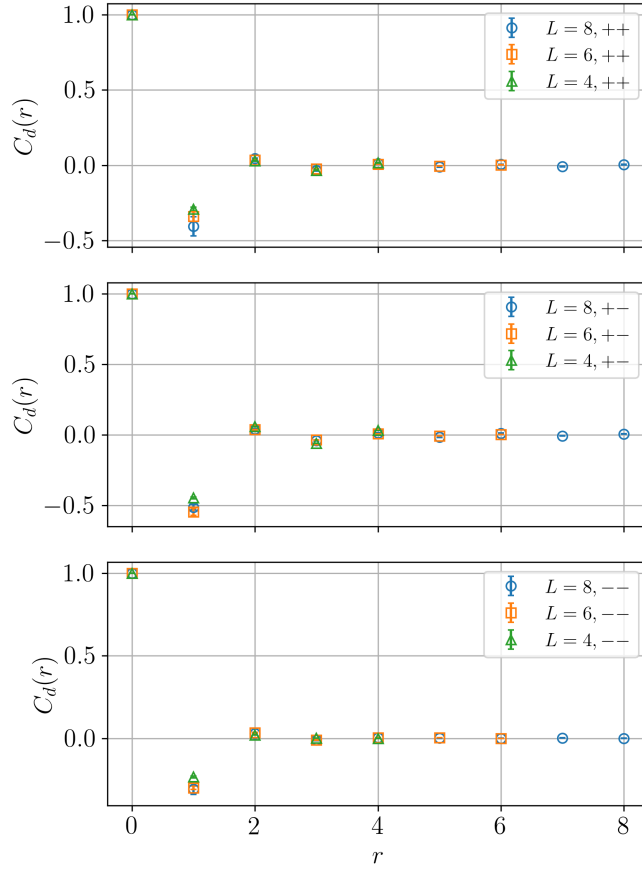 1.0
0.5
0.0
−0.5
C_d(r)
L = 8, ++
L = 6, ++
L = 4, ++
1.0
0.5
0.0
−0.5
C_d(r)
L = 8, +−
L = 6, +−
L = 4, +−
1.0
0.5
0.0
C_d(r)
L = 8, −−
L = 6, −−
L = 4, −−
0 2 4 6 8
r